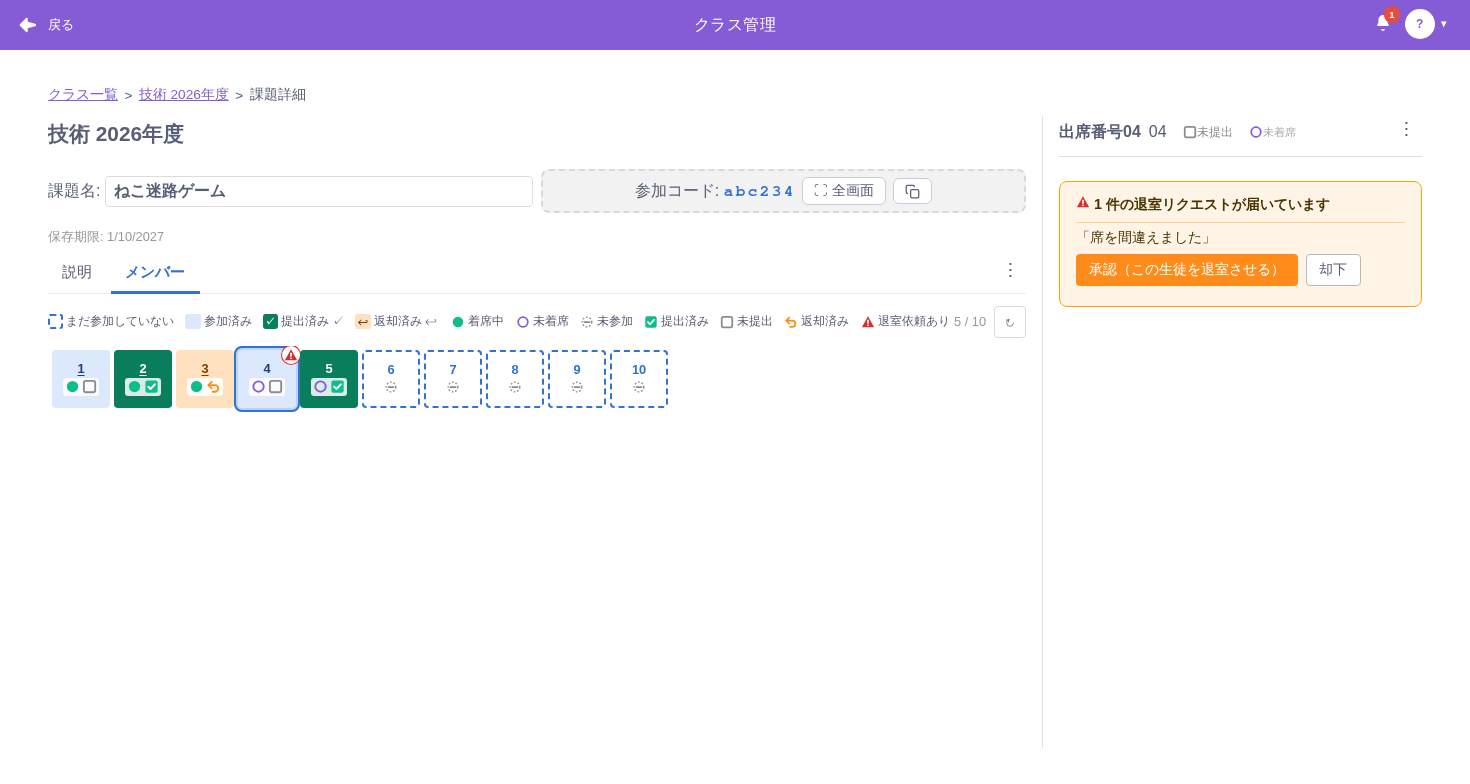 戻る
クラス管理
1
?
クラス一覧 > 技術 2026年度 > 課題詳細
技術 2026年度
課題名: ねこ迷路ゲーム
参加コード: abc234 全画面
保存期限: 1/10/2027
説明 メンバー
まだ参加していない 参加済み 提出済み ✓ 返却済み ↩ 着席中 未着席 未参加 提出済み 未提出 返却済み 退室依頼あり 5 / 10
1 2 3 4 5 6 7 8 9 10
出席番号04 04 未提出 未着席
1 件の退室リクエストが届いています
「席を間違えました」
承認（この生徒を退室させる） 却下